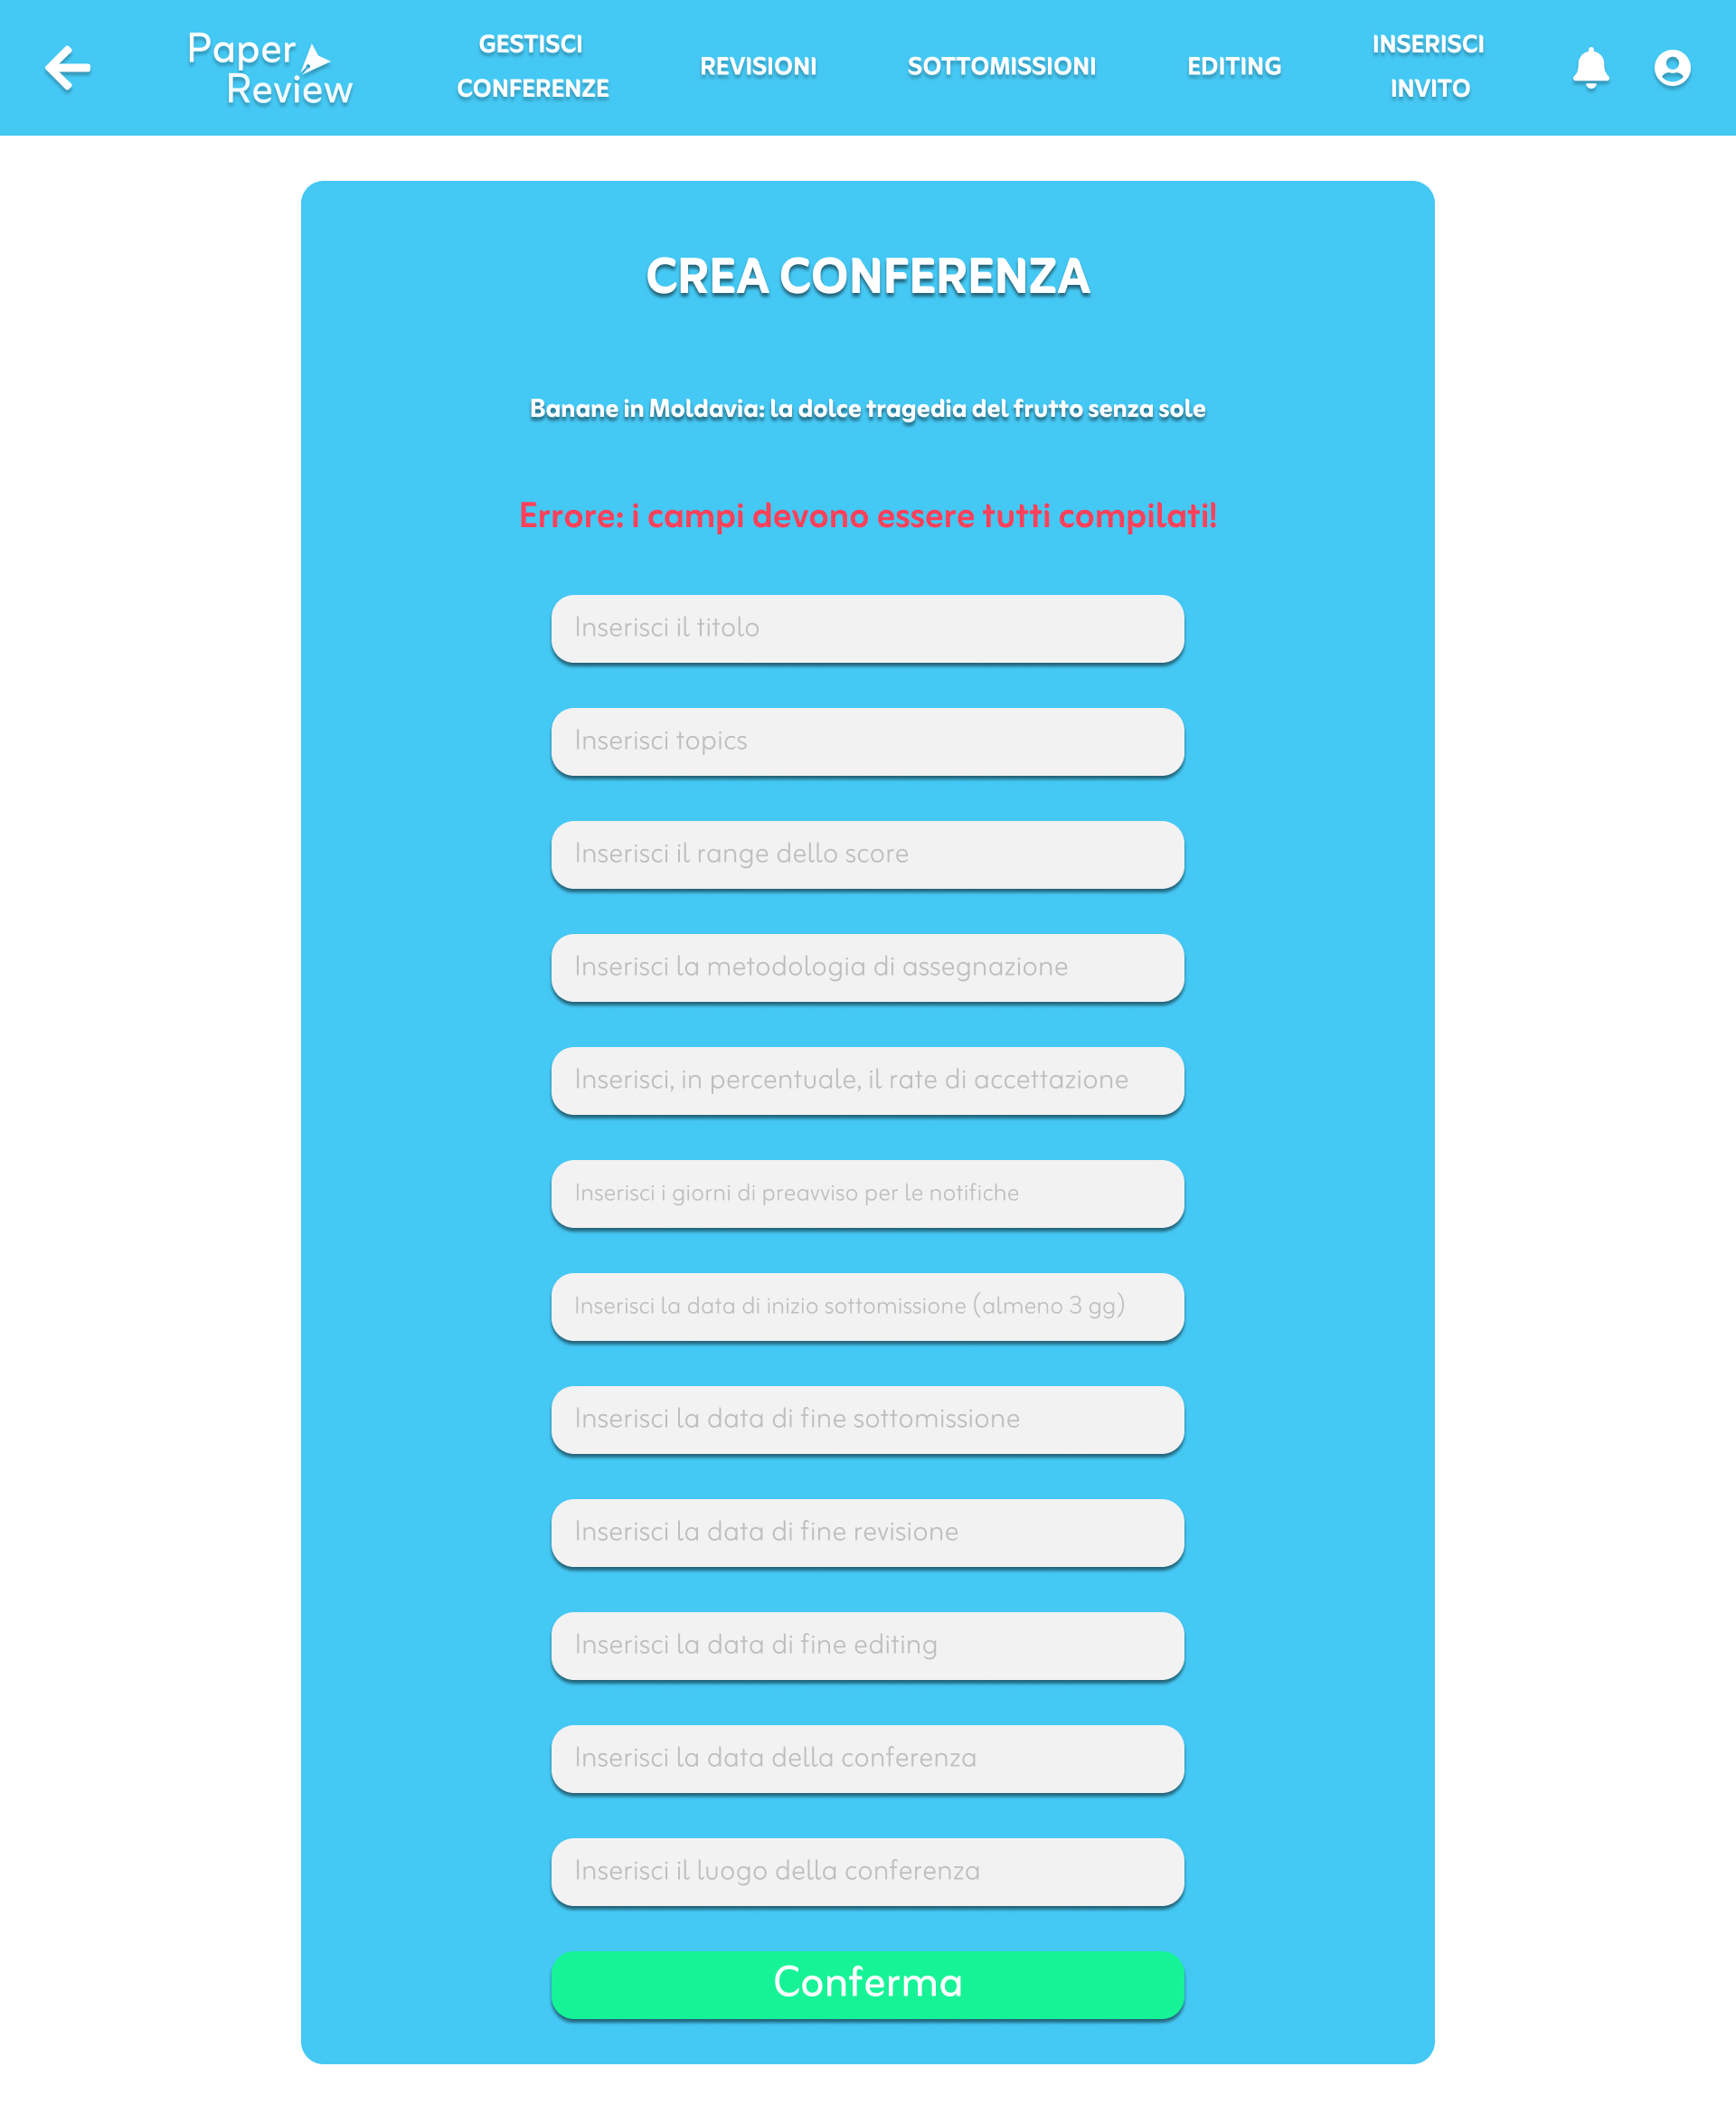 Paper
Review
GESTISCI
CONFERENZE
REVISIONI
SOTTOMISSIONI
EDITING
INSERISCI
INVITO
CREA CONFERENZA
Banane in Moldavia: la dolce tragedia del frutto senza sole
Errore: i campi devono essere tutti compilati!
Inserisci il titolo
Inserisci topics
Inserisci il range dello score
Inserisci la metodologia di assegnazione
Inserisci, in percentuale, il rate di accettazione
Inserisci i giorni di preavviso per le notifiche
Inserisci la data di inizio sottomissione (almeno 3 gg)
Inserisci la data di fine sottomissione
Inserisci la data di fine revisione
Inserisci la data di fine editing
Inserisci la data della conferenza
Inserisci il luogo della conferenza
Conferma